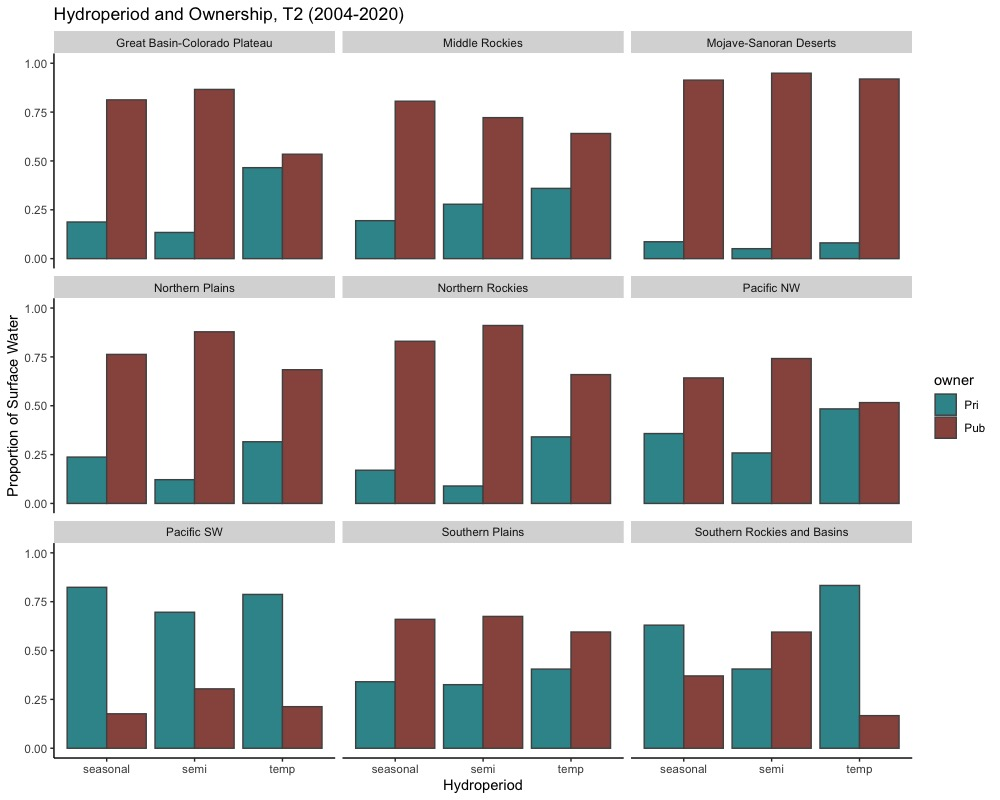 Hydroperiod and Ownership, T2 (2004-2020)
Great Basin-Colorado Plateau
Middle Rockies
Mojave-Sanoran Deserts
1.00
0.75
0.50
0.25
0.00
Northern Plains
Northern Rockies
Pacific NW
1.00
0.75
0.50
0.25
0.00
Pacific SW
Southern Plains
Southern Rockies and Basins
1.00
0.75
0.50
0.25
0.00
seasonal semi temp
seasonal semi temp
seasonal semi temp
Hydroperiod
Proportion of Surface Water
owner
Pri
Pub